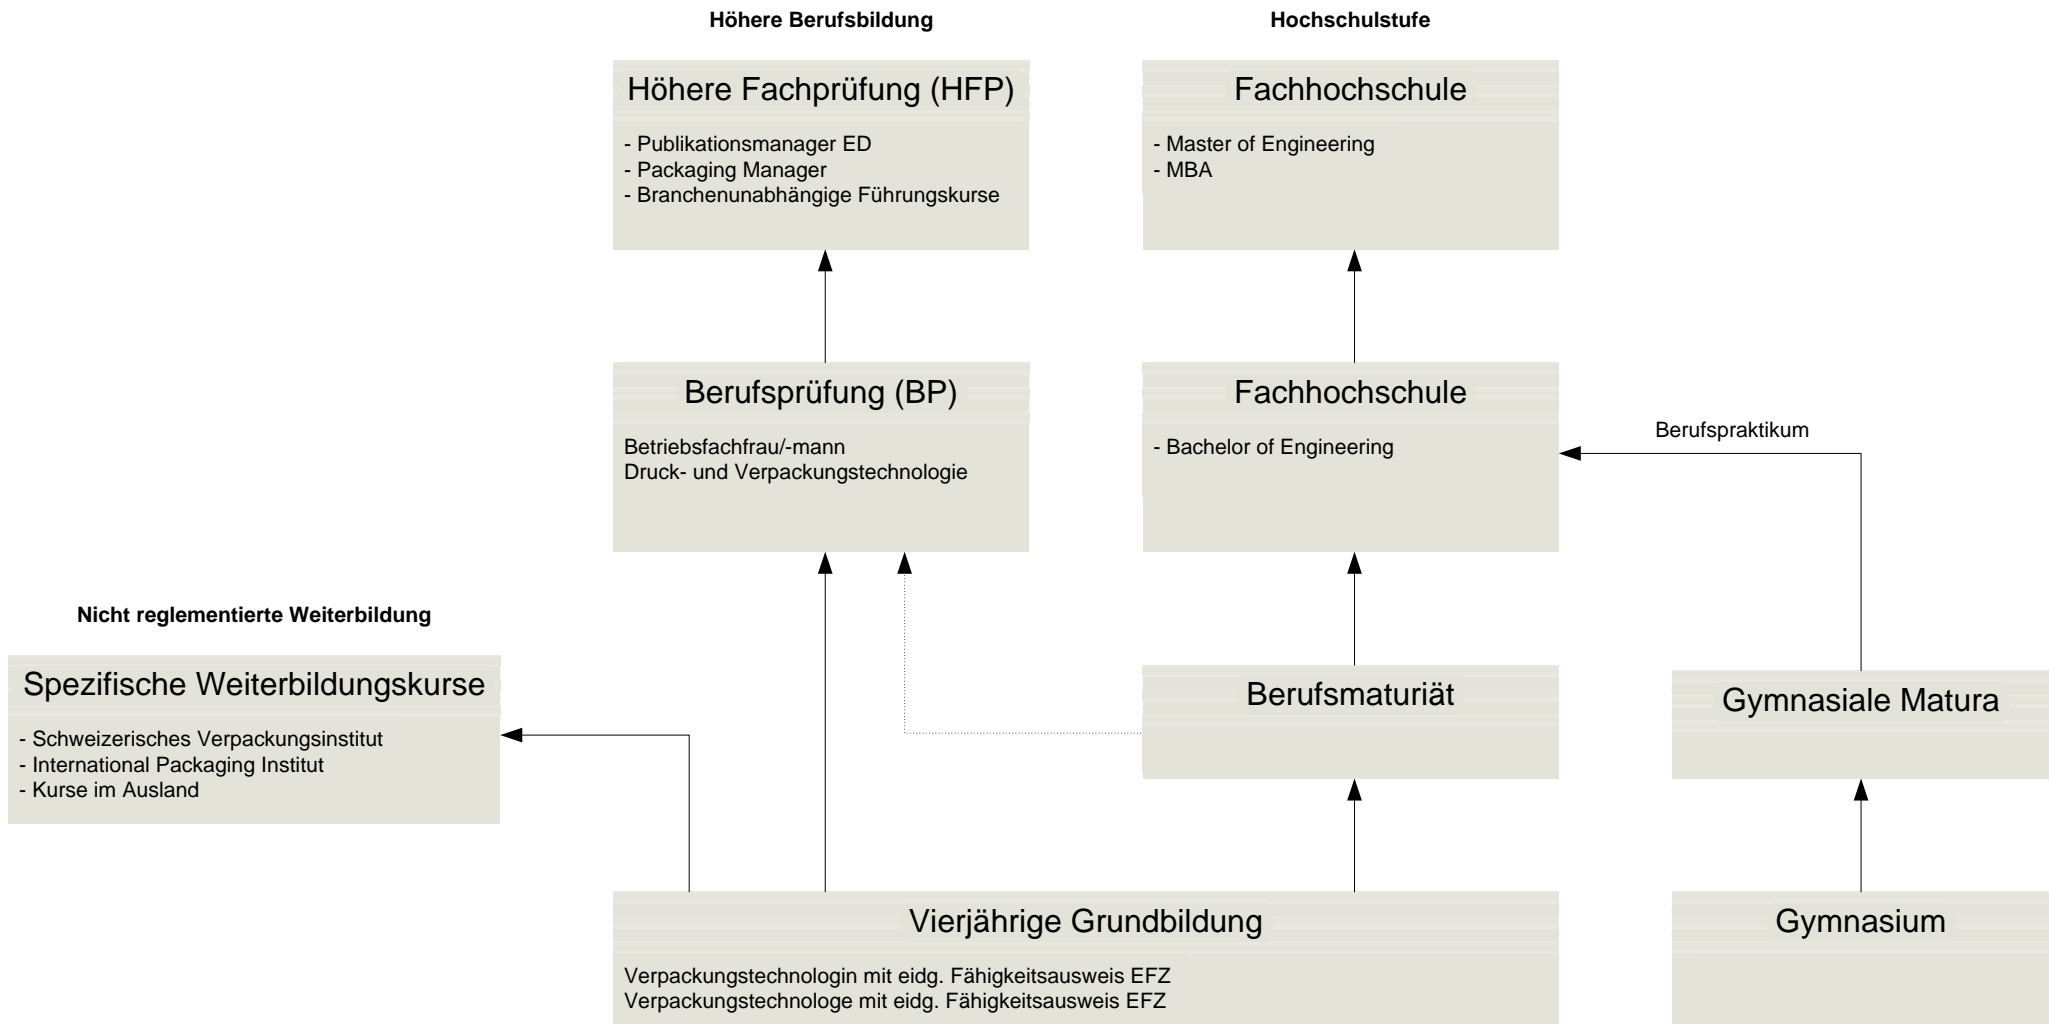 Höhere Berufsbildung
Hochschulstufe
Höhere Fachprüfung (HFP)
- Publikationsmanager ED
- Packaging Manager
- Branchenunabhängige Führungskurse
Fachhochschule
- Master of Engineering
- MBA
Berufsprüfung (BP)
Betriebsfachfrau/-mann
Druck- und Verpackungstechnologie
Fachhochschule
- Bachelor of Engineering
Berufspraktikum
Nicht reglementierte Weiterbildung
Spezifische Weiterbildungskurse
- Schweizerisches Verpackungsinstitut
- International Packaging Institut
- Kurse im Ausland
Berufsmaturiät
Gymnasiale Matura
Vierjährige Grundbildung
Verpackungstechnologin mit eidg. Fähigkeitsausweis EFZ
Verpackungstechnologe mit eidg. Fähigkeitsausweis EFZ
Gymnasium